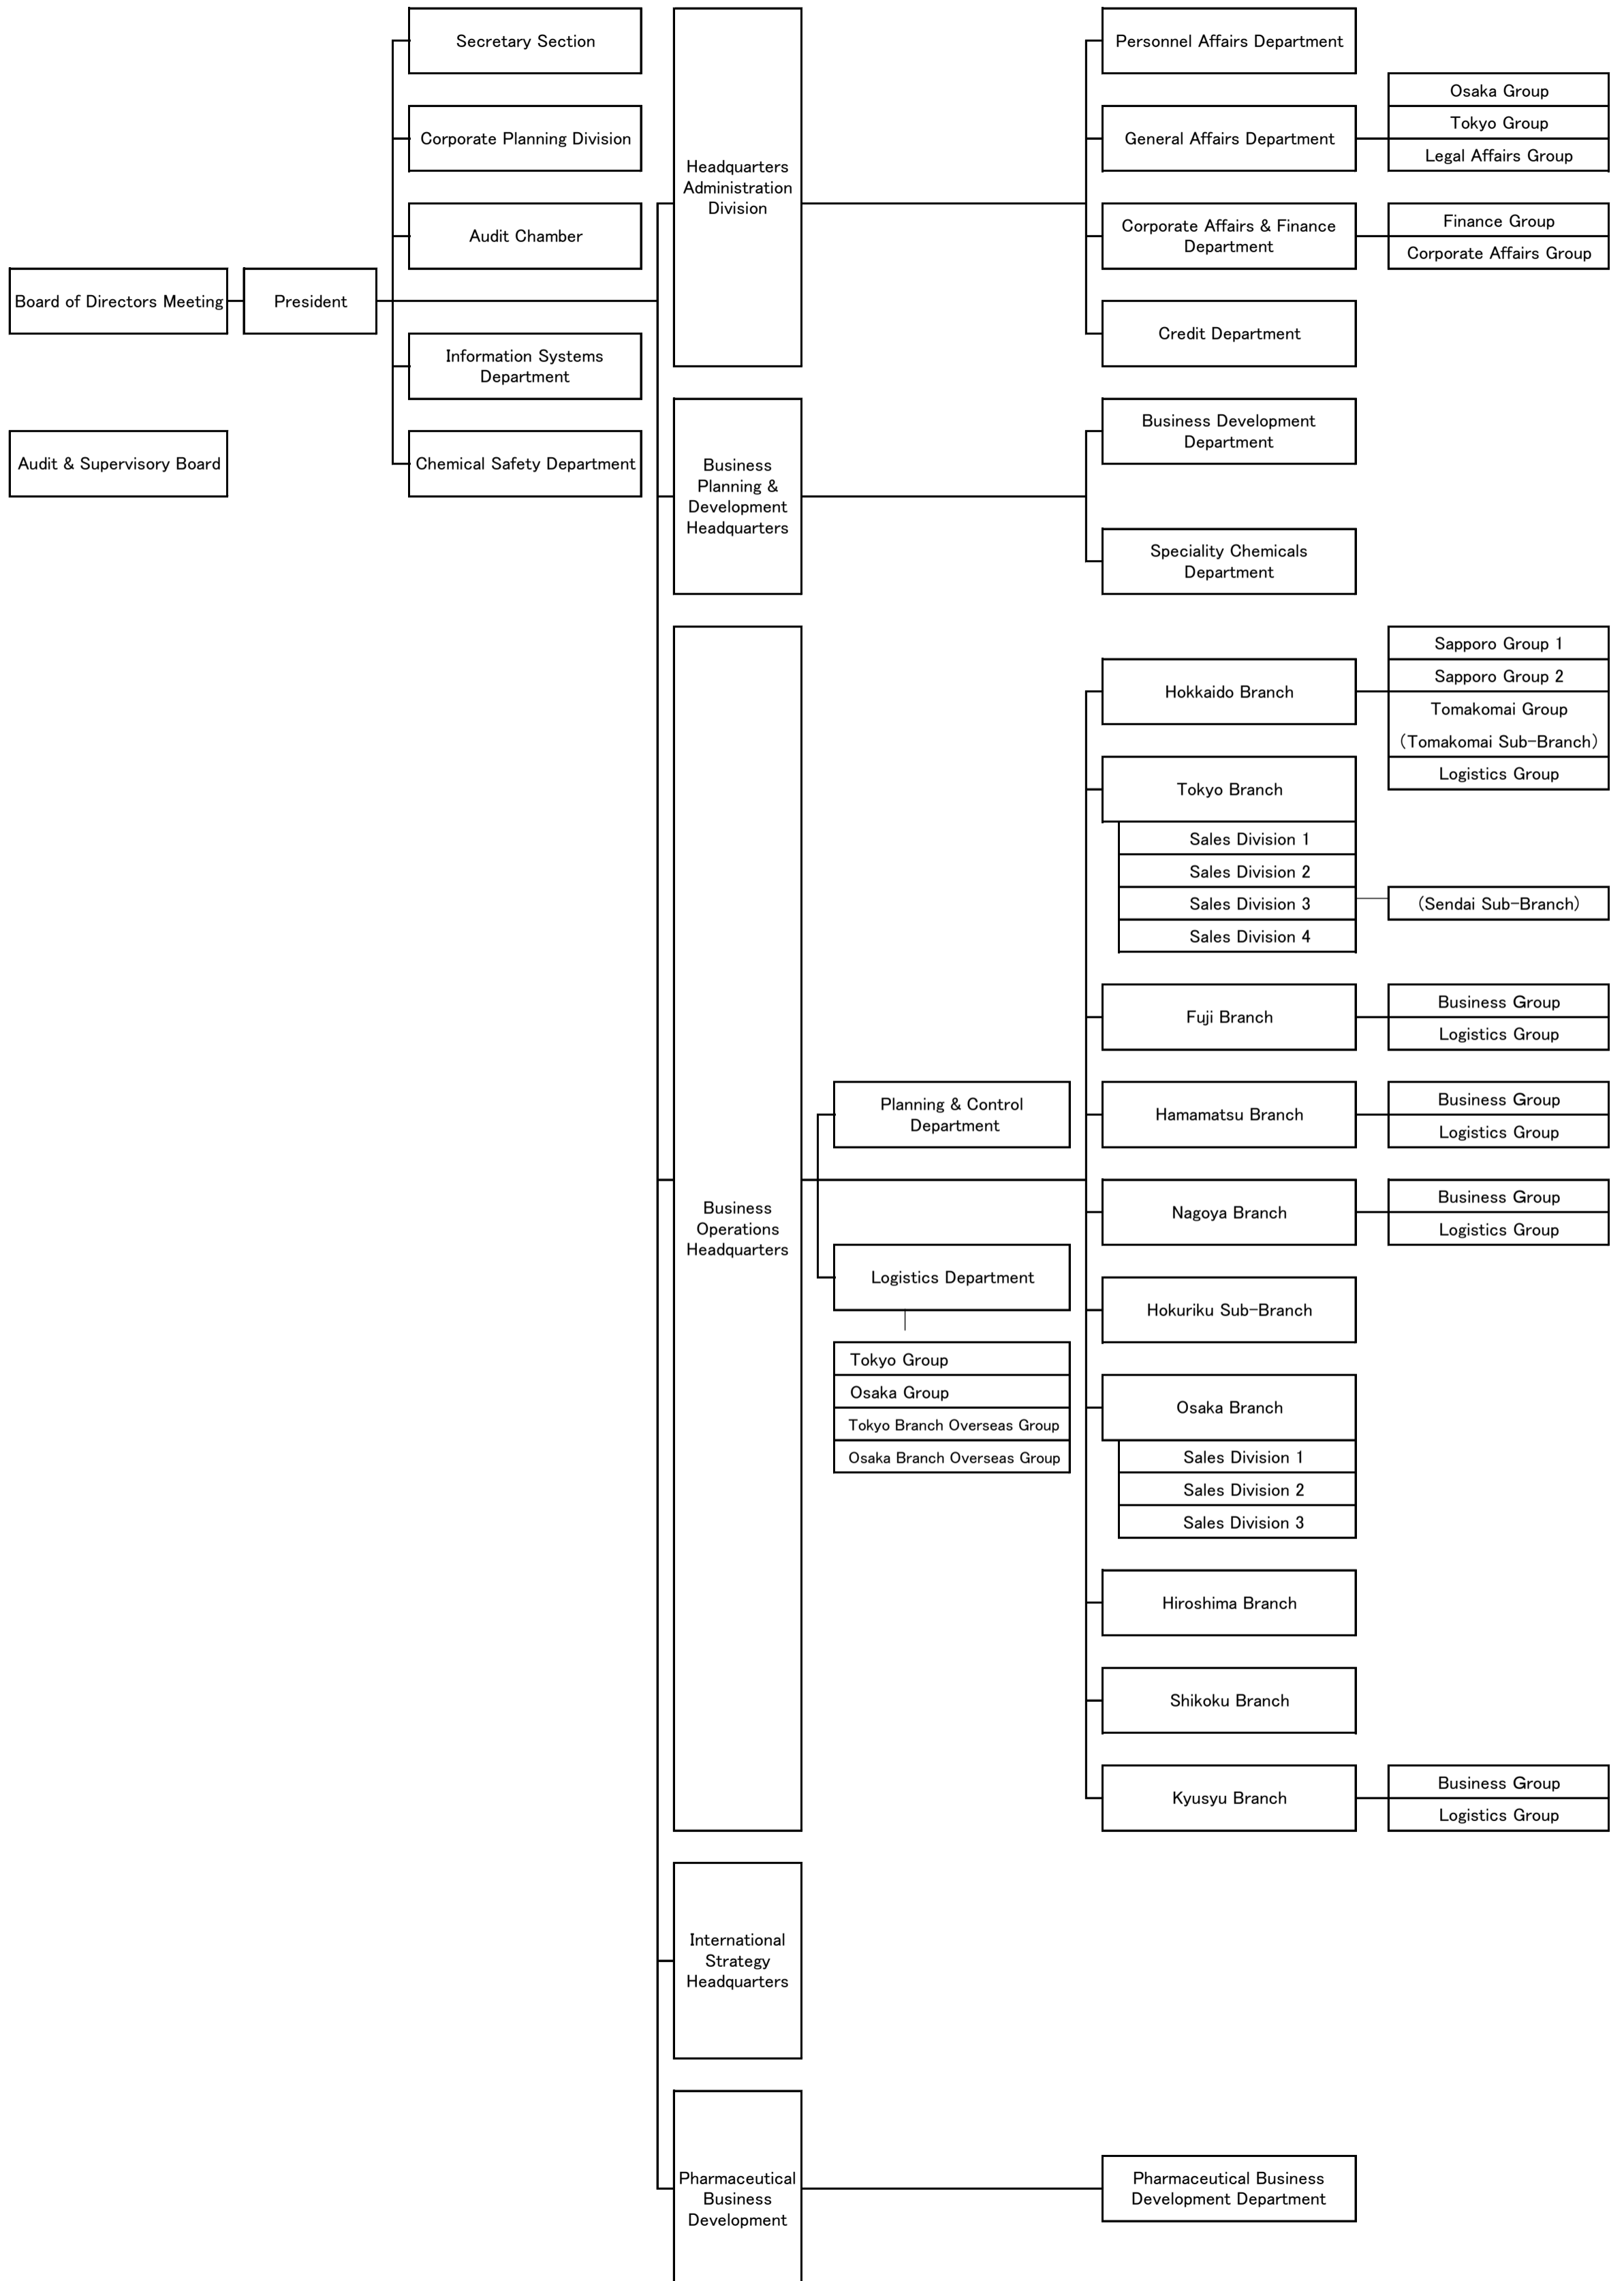 Board of Directors Meeting
President
Audit & Supervisory Board
Secretary Section
Corporate Planning Division
Audit Chamber
Information Systems
Department
Chemical Safety Department
Headquarters
Administration
Division
Personnel Affairs Department
General Affairs Department
Osaka Group
Tokyo Group
Legal Affairs Group
Corporate Affairs & Finance
Department
Finance Group
Corporate Affairs Group
Credit Department
Business
Planning &
Development
Headquarters
Business Development
Department
Speciality Chemicals
Department
Business
Operations
Headquarters
Planning & Control
Department
Logistics Department
Tokyo Group
Osaka Group
Tokyo Branch Overseas Group
Osaka Branch Overseas Group
Hokkaido Branch
Sapporo Group 1
Sapporo Group 2
Tomakomai Group
(Tomakomai Sub-Branch)
Logistics Group
Tokyo Branch
Sales Division 1
Sales Division 2
Sales Division 3
Sales Division 4
(Sendai Sub-Branch)
Fuji Branch
Business Group
Logistics Group
Hamamatsu Branch
Business Group
Logistics Group
Nagoya Branch
Business Group
Logistics Group
Hokuriku Sub-Branch
Osaka Branch
Sales Division 1
Sales Division 2
Sales Division 3
Hiroshima Branch
Shikoku Branch
Kyusyu Branch
Business Group
Logistics Group
International
Strategy
Headquarters
Pharmaceutical
Business
Development
Pharmaceutical Business
Development Department